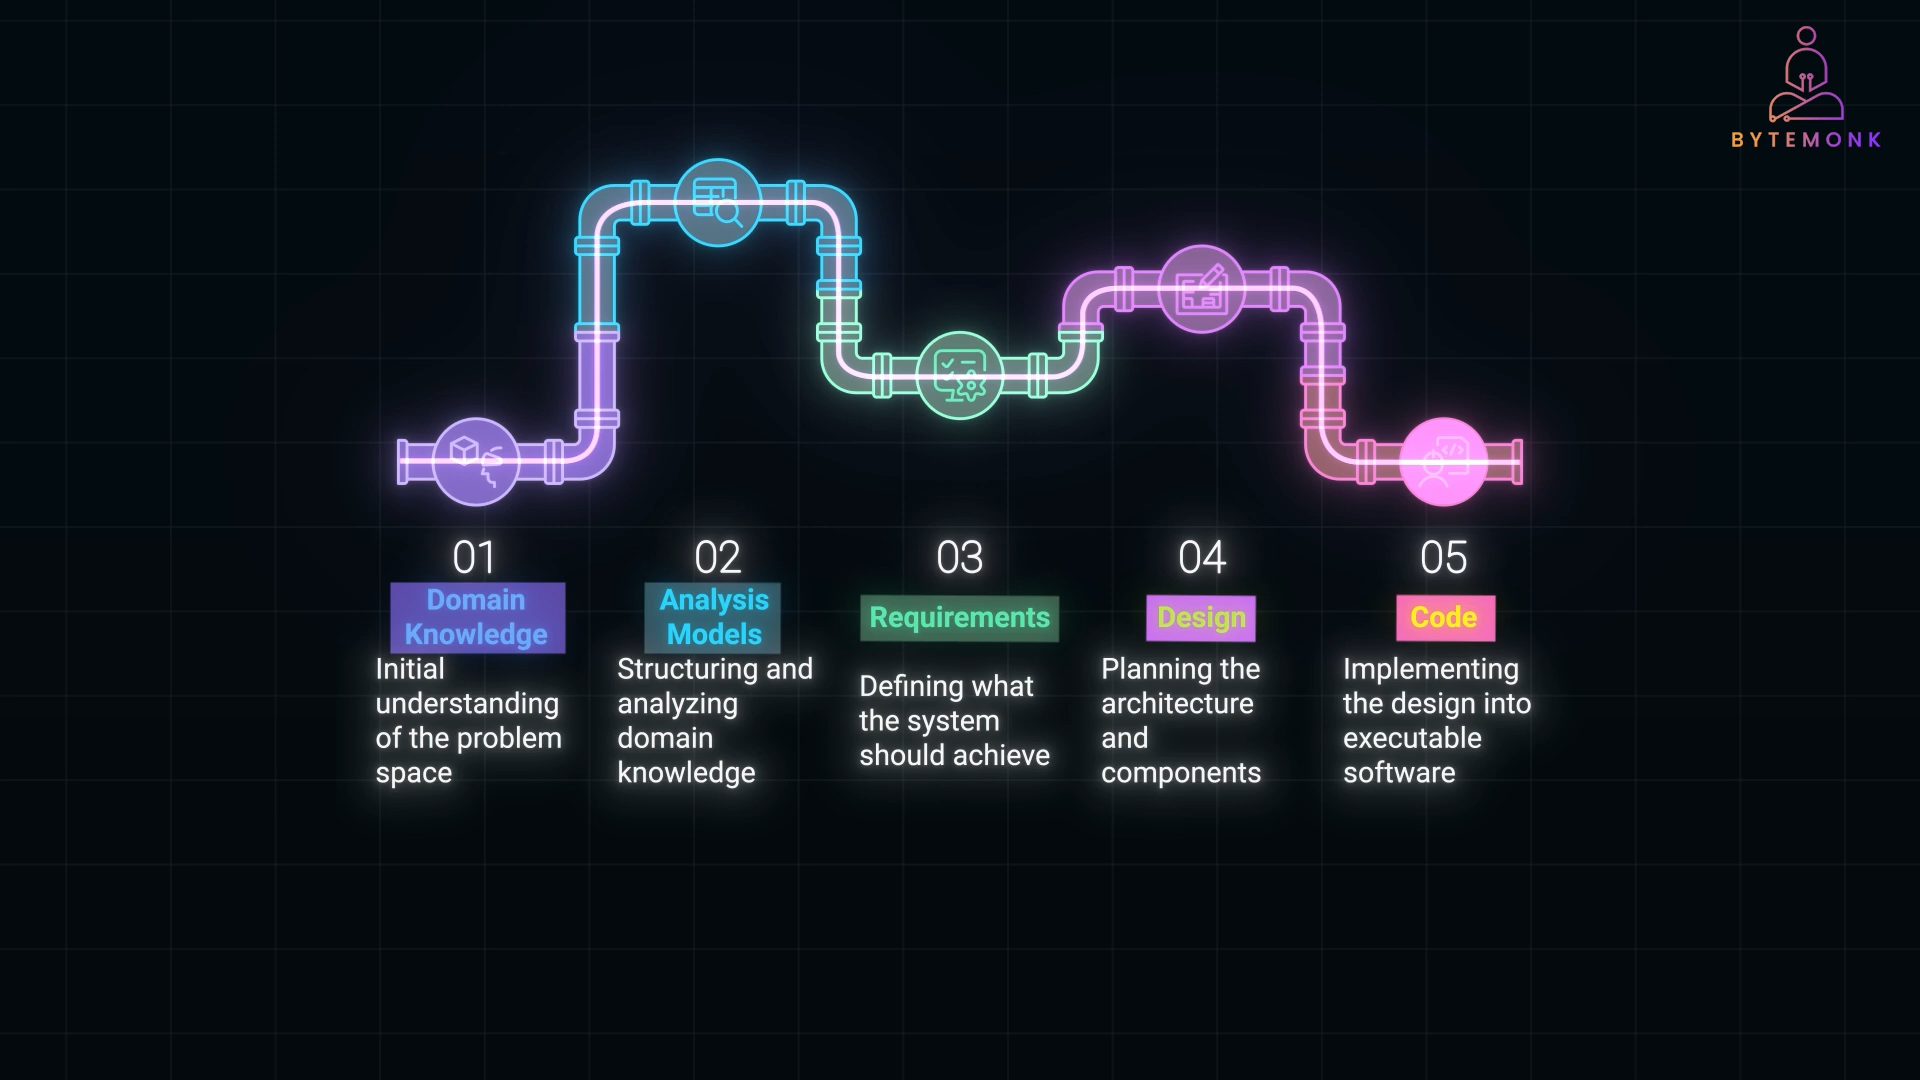 BYTEMONK
01
Domain
Knowledge
Initial
understanding
of the problem
space
02
Analysis
Models
Structuring and
analyzing
domain
knowledge
03
Requirements
Defining what
the system
should achieve
04
Design
Planning the
architecture
and
components
05
Code
Implementing
the design into
executable
software